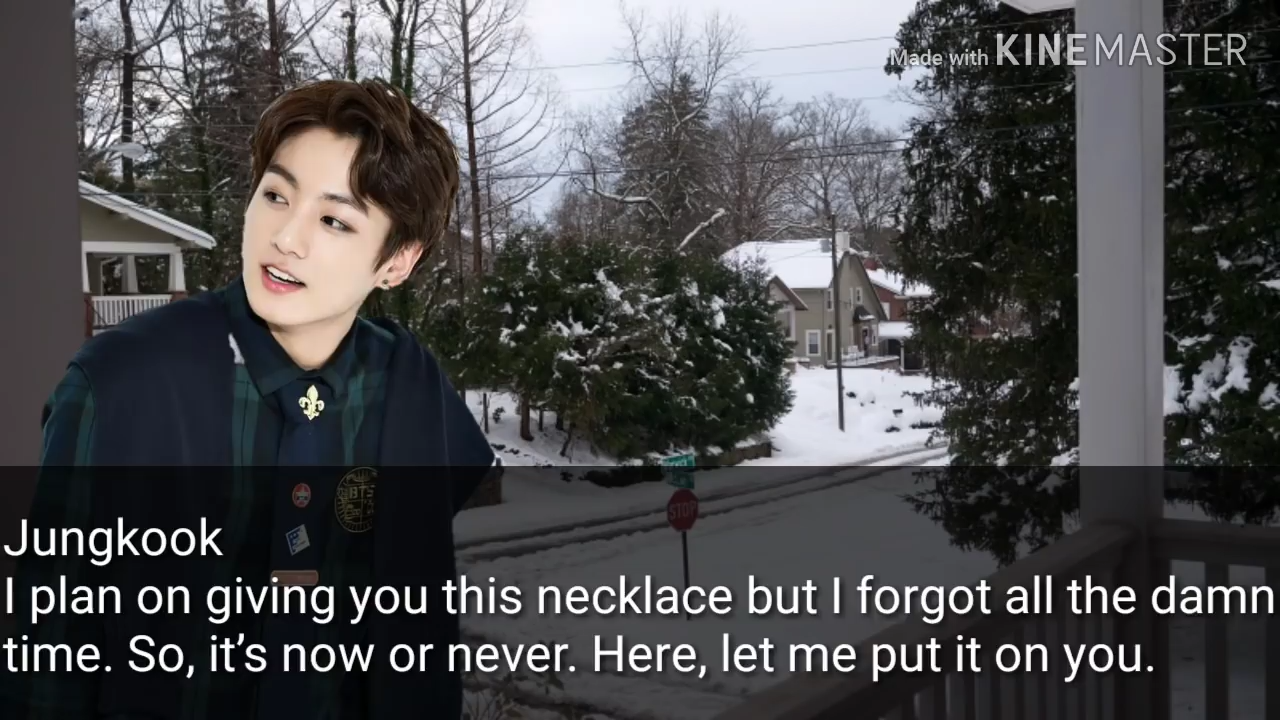 Made with KINEMASTER
BTS
STOP
Jungkook
I plan on giving you this necklace but I forgot all the damn
time. So, it’s now or never. Here, let me put it on you.